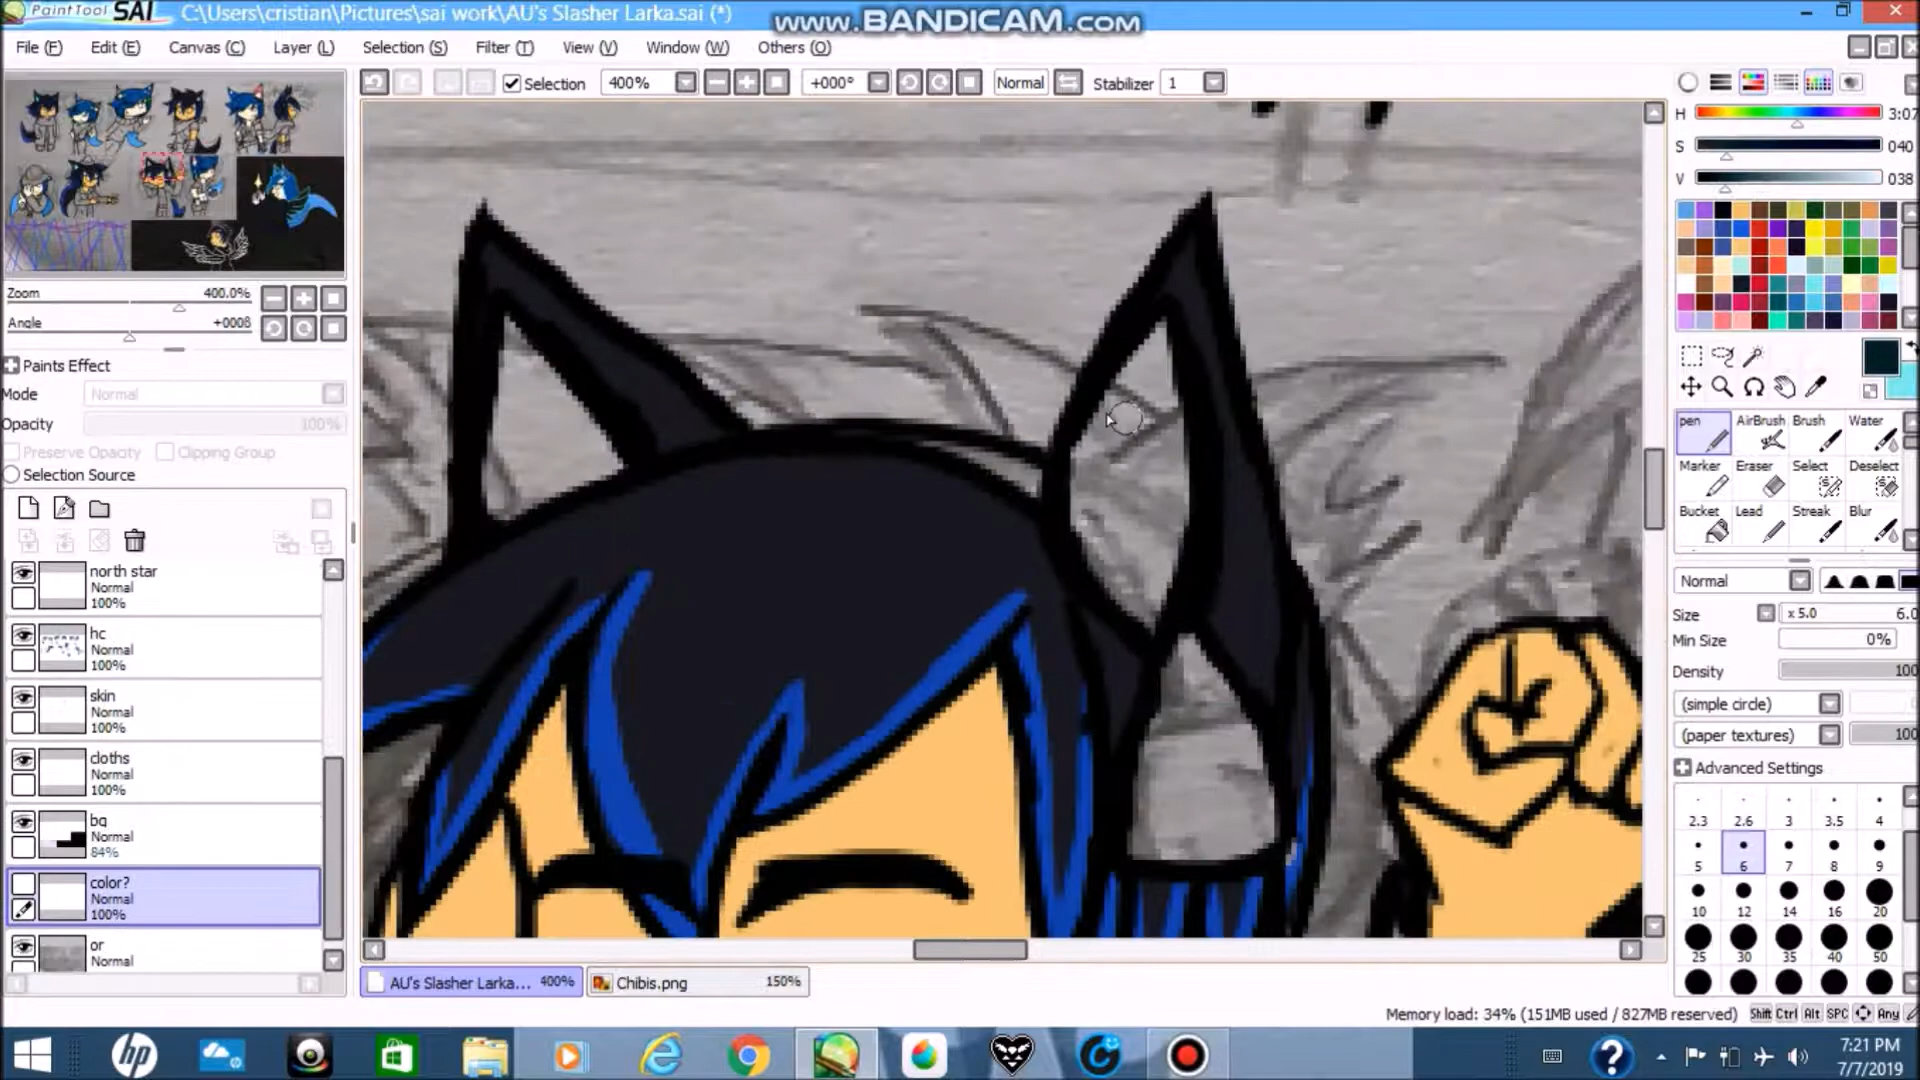 PaintTool SAI C:\Users\cristian\Pictures\sai work\AU's Slasher Larka.sai (*)
www.BANDICAM.com
File (F) Edit (E) Canvas (C) Layer (L) Selection (S) Filter (T) View (V) Window (W) Others (O)
Selection 400% +000° Normal Stabilizer 1
H 3:07
S 040
V 038
Zoom 400.0%
Angle +000ß
Paints Effect
Mode Normal
Opacity 100%
Preserve Opacity Clipping Group
Selection Source
north star
Normal
100%
hc
Normal
100%
skin
Normal
100%
cloths
Normal
100%
bg
Normal
84%
color?
Normal
100%
or
Normal
pen AirBrush Brush Water
Marker Eraser Select Deselect
Bucket Lead Streak Blur
Normal
Size x 5.0 6.0
Min Size 0%
Density 100
(simple circle)
(paper textures) 100
Advanced Settings
2.3 2.6 3 3.5 4
5 6 7 8 9
10 12 14 16 20
25 30 35 40 50
AU's Slasher Larka... 400% Chibis.png 150%
Memory load: 34% (151MB used / 827MB reserved) Shift Ctrl Alt SPC Any
hp
7:21 PM
7/7/2019